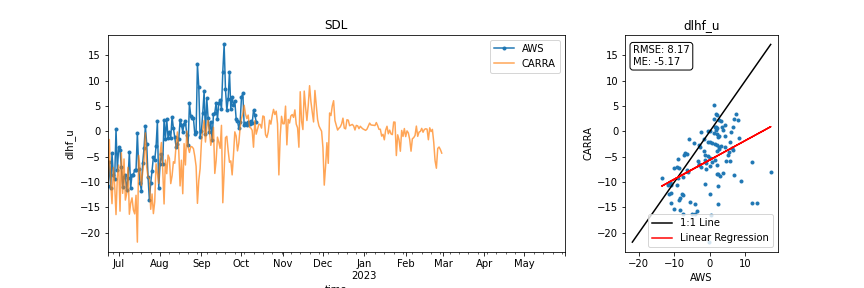 SDL
dlhf_u
15
10
5
0
−5
−10
−15
−20
dlhf_u
AWS
CARRA
Jul
Aug
Sep
Oct
Nov
Dec
Jan
2023
Feb
Mar
Apr
May
time
dlhf_u
RMSE: 8.17
ME: -5.17
15
10
5
0
−5
−10
−15
−20
CARRA
1:1 Line
Linear Regression
−20
−10
0
10
AWS